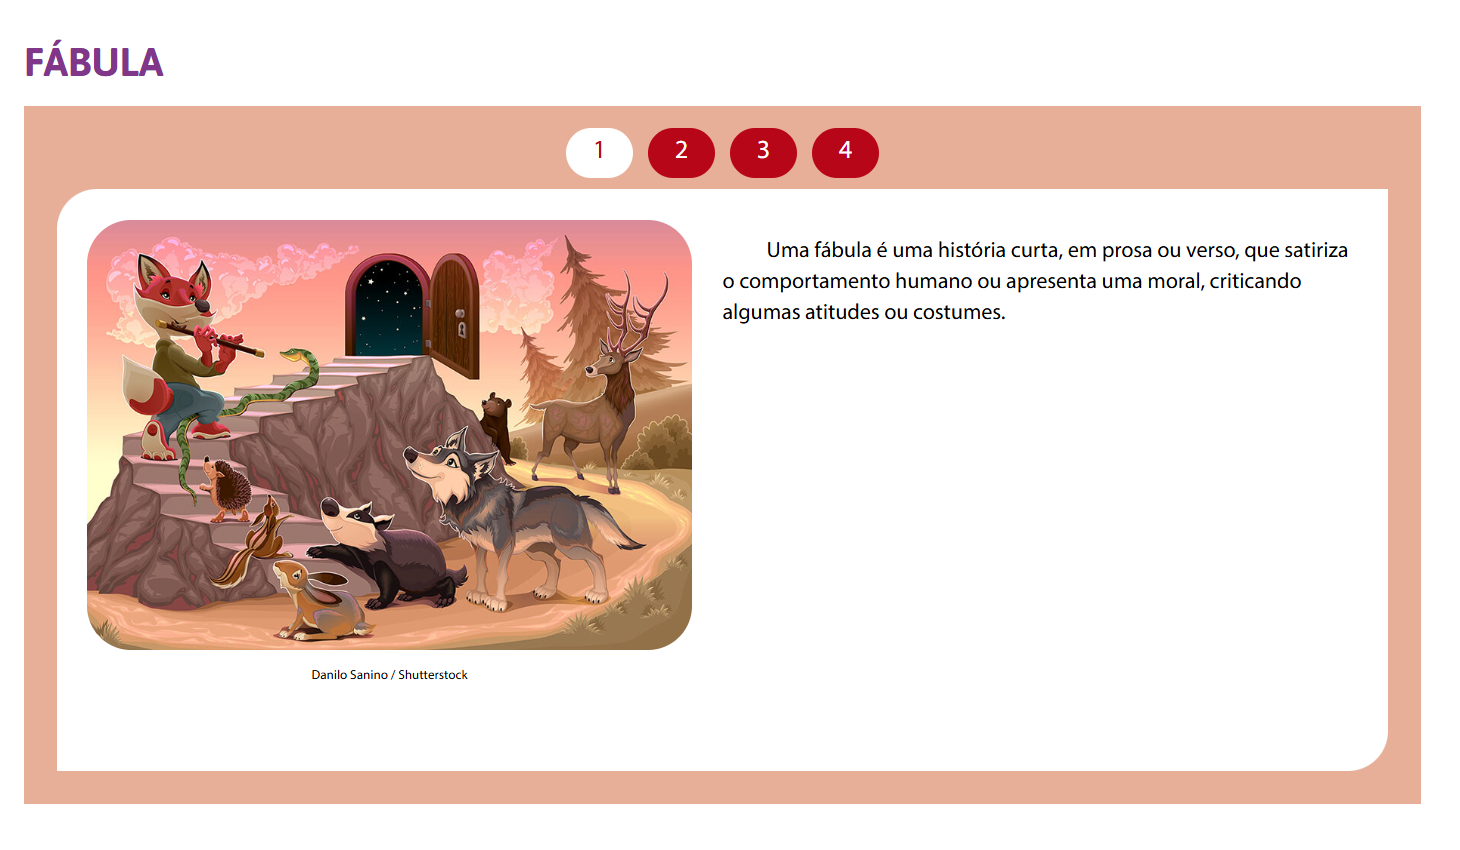 FÁBULA
1 2 3 4
Uma fábula é uma história curta, em prosa ou verso, que satiriza
o comportamento humano ou apresenta uma moral, criticando
algumas atitudes ou costumes.
Danilo Sanino / Shutterstock